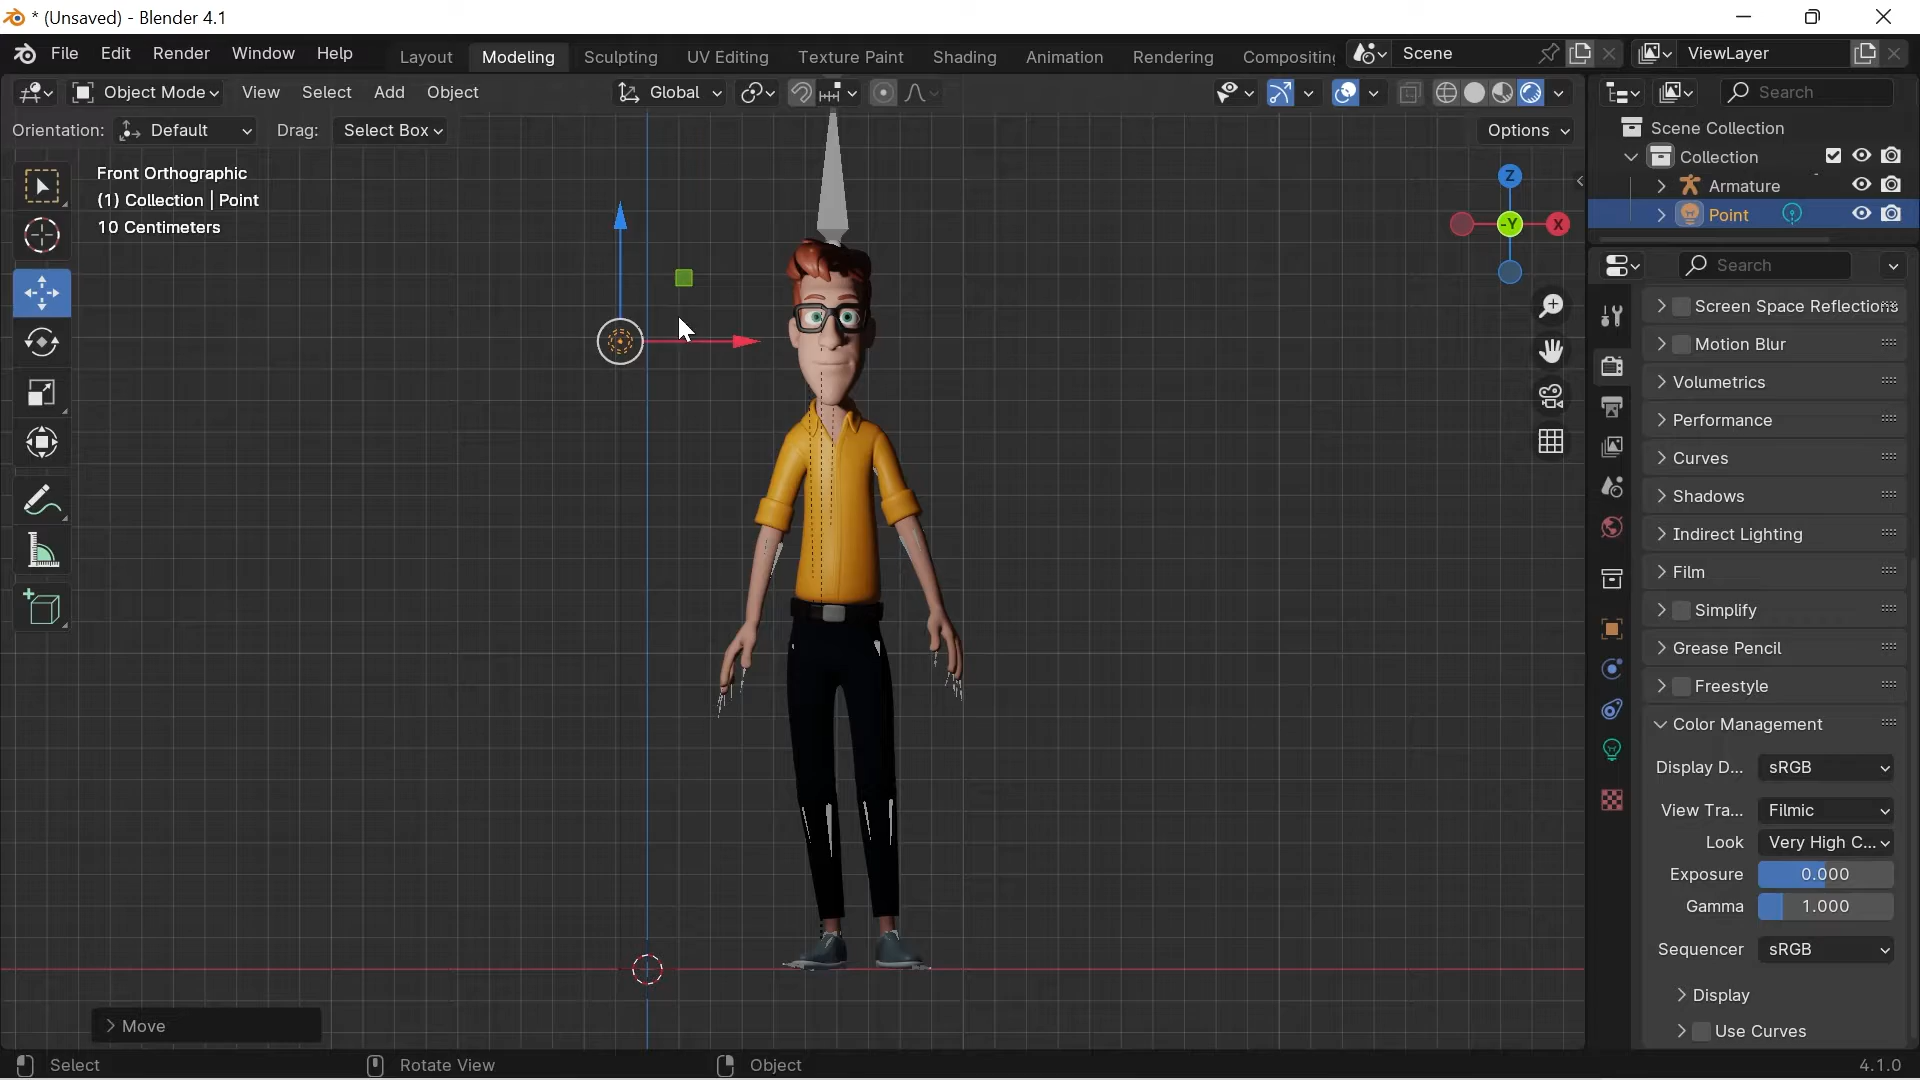 * (Unsaved) - Blender 4.1
File Edit Render Window Help
Layout Modeling Sculpting UV Editing Texture Paint Shading Animation Rendering Compositing
Scene
ViewLayer
Object Mode View Select Add Object
Global
Search
Orientation: Default Drag: Select Box
Options
Front Orthographic
(1) Collection | Point
10 Centimeters
Z
-Y
X
Scene Collection
Collection
Armature
Point
Search
Screen Space Reflections
Motion Blur
Volumetrics
Performance
Curves
Shadows
Indirect Lighting
Film
Simplify
Grease Pencil
Freestyle
Color Management
Display D... sRGB
View Tra... Filmic
Look Very High C...
Exposure 0.000
Gamma 1.000
Sequencer sRGB
Display
Use Curves
Move
Select Rotate View Object
4.1.0